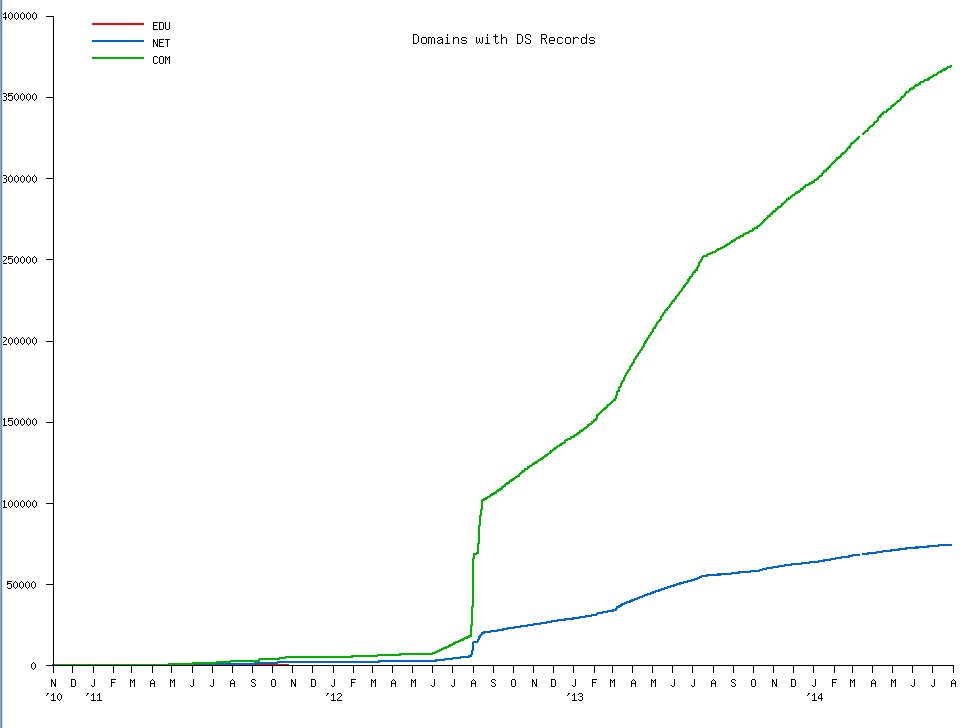 400000
EDU
Domains with DS Records
NET
COM
350000
300000
250000
200000
150000
100000
50000
0
N D J F M A M J J A S O N D J F M A M J J A S O N D J F M A M J J A S O N D J F M A M J J A
'10 '11 '12 '13 '14